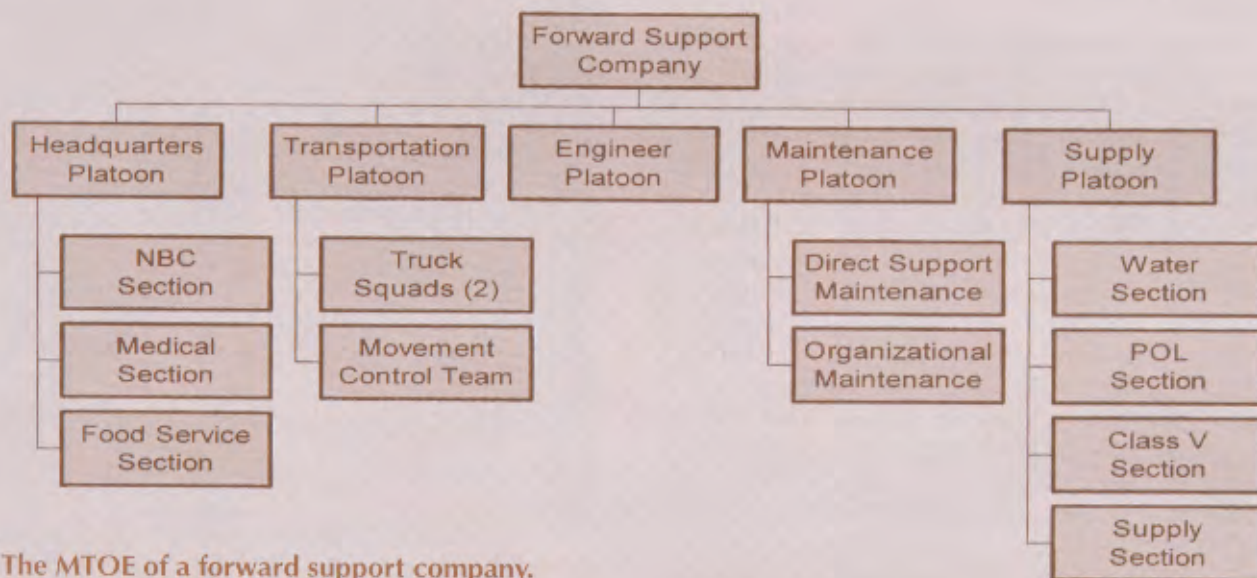 Forward Support
Company
Headquarters
Platoon
Transportation
Platoon
Engineer
Platoon
Maintenance
Platoon
Supply
Platoon
NBC
Section
Medical
Section
Food Service
Section
Truck
Squads (2)
Movement
Control Team
Direct Support
Maintenance
Organizational
Maintenance
Water
Section
POL
Section
Class V
Section
Supply
Section
The MTOE of a forward support company.